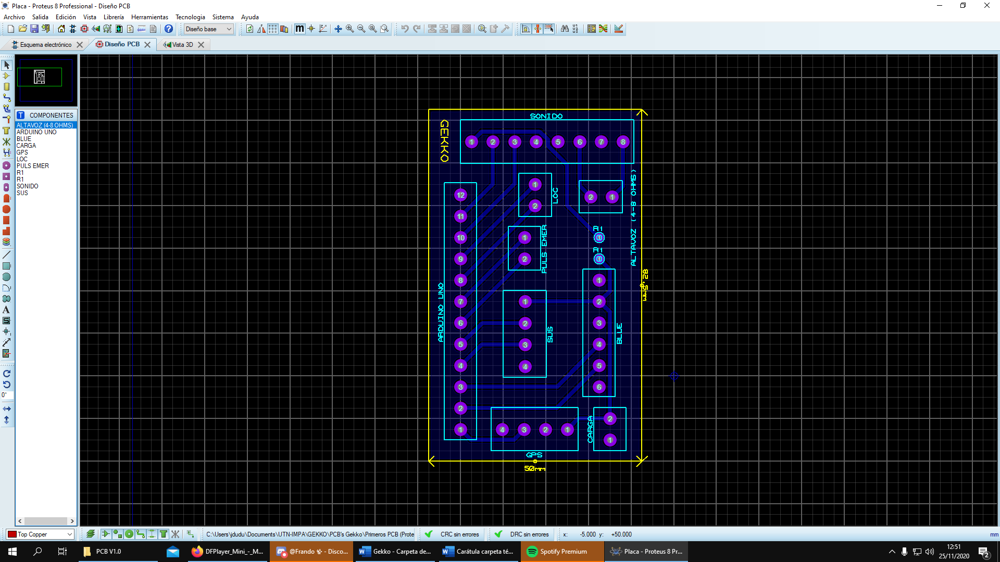 Placa - Proteus 8 Professional - Diseño PCB
Archivo Salida Edición Vista Librería Herramientas Tecnología Sistema Ayuda
Diseño base
Esquema electrónico
Diseño PCB
Vista 3D
COMPONENTES
ALTAVOZ (4-8 OHMS)
ARDUINO UNO
BLUE
CARGA
GPS
LOC
PULS EMER
R1
R1
SONIDO
SUS
0°
SONIDO
GEKKO
1 2 3 4 5 6 7 8
12
11
10
9
8
7
6
5
4
3
2
1
ARDUINO UNO
1
2
LOC
2 1
ALTAVOZ (4-8 OHMS)
1
2
PULS EMER
R1
R1
1
2
3
4
SUS
1
2
3
4
5
6
BLUE
82.5mm
4 3 2 1
GPS
CARGA
2
1
50mm
Top Copper
C:\Users\jdudu\Documents\UTN-IMPA\GEKKO\PCB's Gekko\Primeros PCB (Prote
CRC sin errores
DRC sin errores
x: -5.000 y: +50.000
mm
PCB V1.0
DFPlayer_Mini_-_M...
@Frando - Disco...
Gekko - Carpeta de...
Carátula carpeta té...
Spotify Premium
Placa - Proteus 8 Pr...
12:51
25/11/2020
2